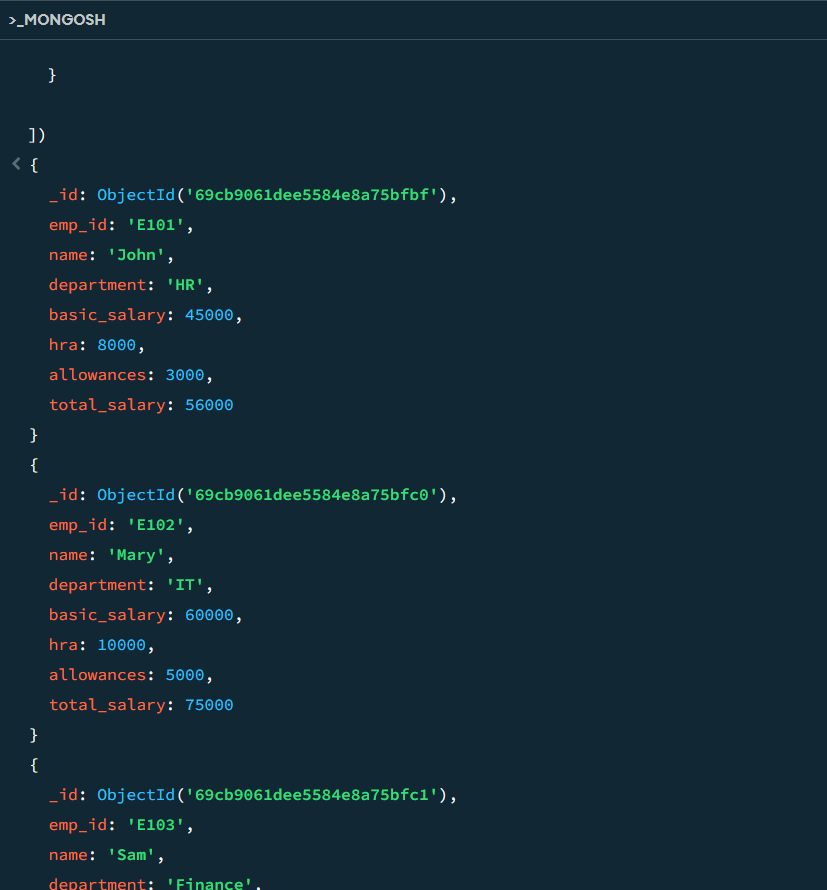 >_MONGOSH
}
])
{
_id: ObjectId('69cb9061dee5584e8a75bfbf'),
emp_id: 'E101',
name: 'John',
department: 'HR',
basic_salary: 45000,
hra: 8000,
allowances: 3000,
total_salary: 56000
}
{
_id: ObjectId('69cb9061dee5584e8a75bfc0'),
emp_id: 'E102',
name: 'Mary',
department: 'IT',
basic_salary: 60000,
hra: 10000,
allowances: 5000,
total_salary: 75000
}
{
_id: ObjectId('69cb9061dee5584e8a75bfc1'),
emp_id: 'E103',
name: 'Sam',
department: 'Finance',